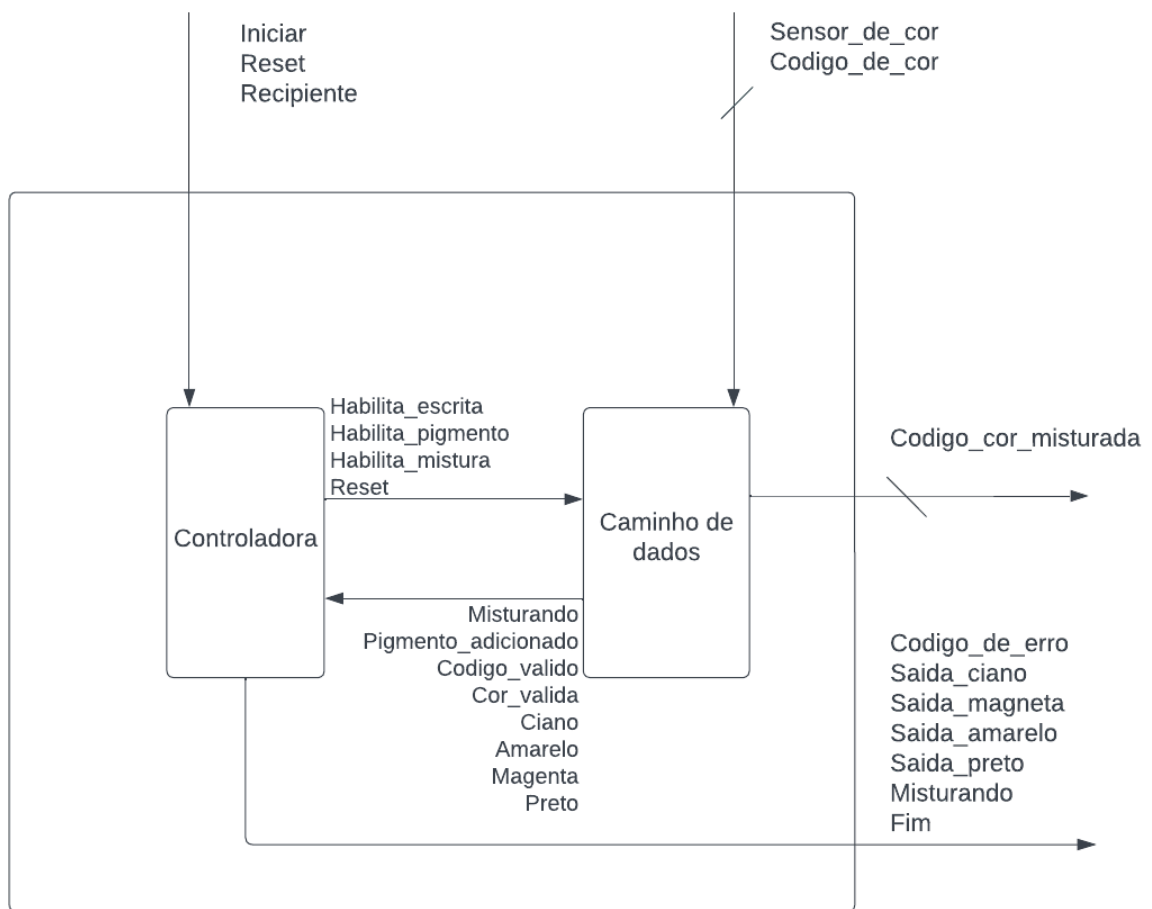 Iniciar
Reset
Recipiente
Sensor_de_cor
Codigo_de_cor
Habilita_escrita
Habilita_pigmento
Habilita_mistura
Reset
Controladora
Caminho de
dados
Codigo_cor_misturada
Misturando
Pigmento_adicionado
Codigo_valido
Cor_valida
Ciano
Amarelo
Magenta
Preto
Codigo_de_erro
Saida_ciano
Saida_magneta
Saida_amarelo
Saida_preto
Misturando
Fim